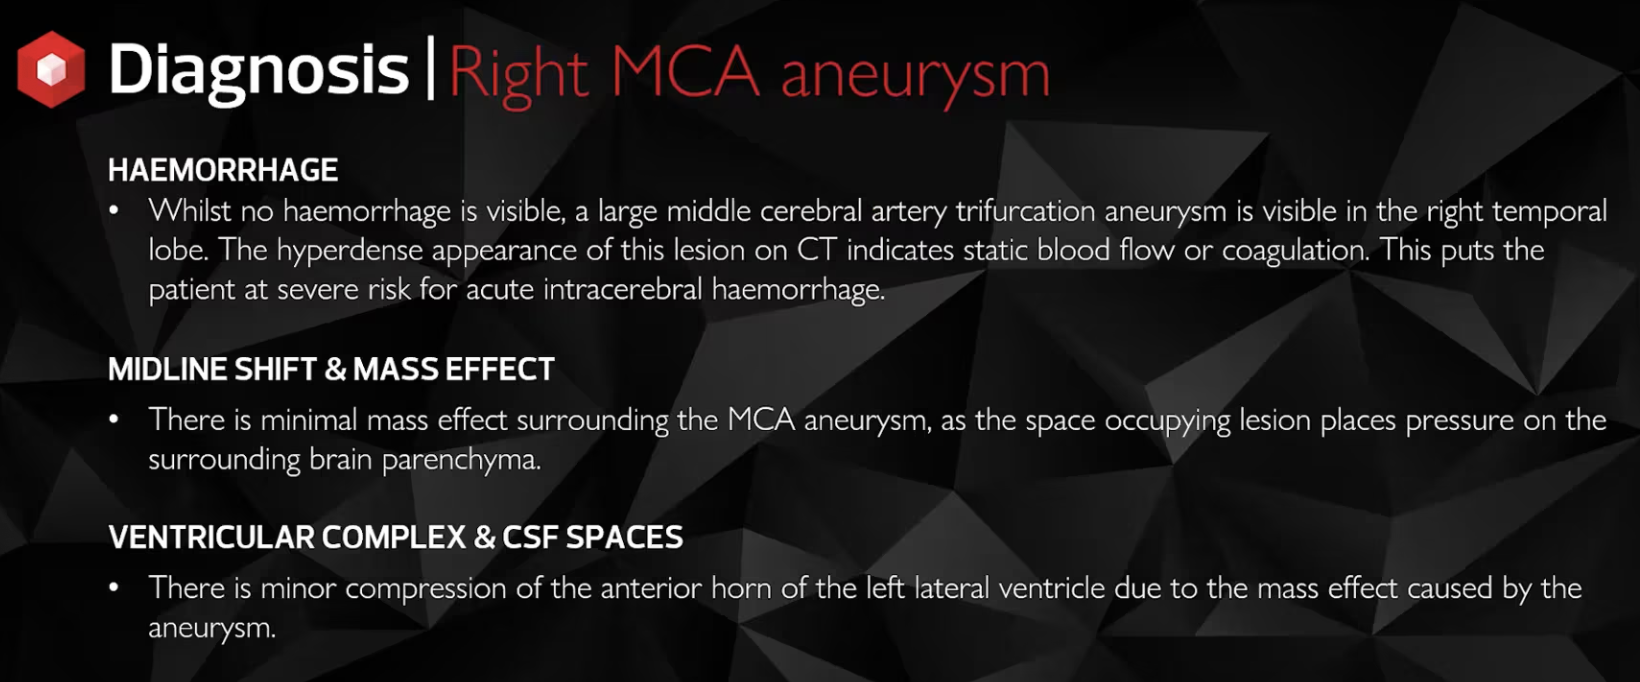 Diagnosis | Right MCA aneurysm
HAEMORRHAGE
• Whilst no haemorrhage is visible, a large middle cerebral artery trifurcation aneurysm is visible in the right temporal
lobe. The hyperdense appearance of this lesion on CT indicates static blood flow or coagulation. This puts the
patient at severe risk for acute intracerebral haemorrhage.
MIDLINE SHIFT & MASS EFFECT
• There is minimal mass effect surrounding the MCA aneurysm, as the space occupying lesion places pressure on the
surrounding brain parenchyma.
VENTRICULAR COMPLEX & CSF SPACES
• There is minor compression of the anterior horn of the left lateral ventricle due to the mass effect caused by the
aneurysm.